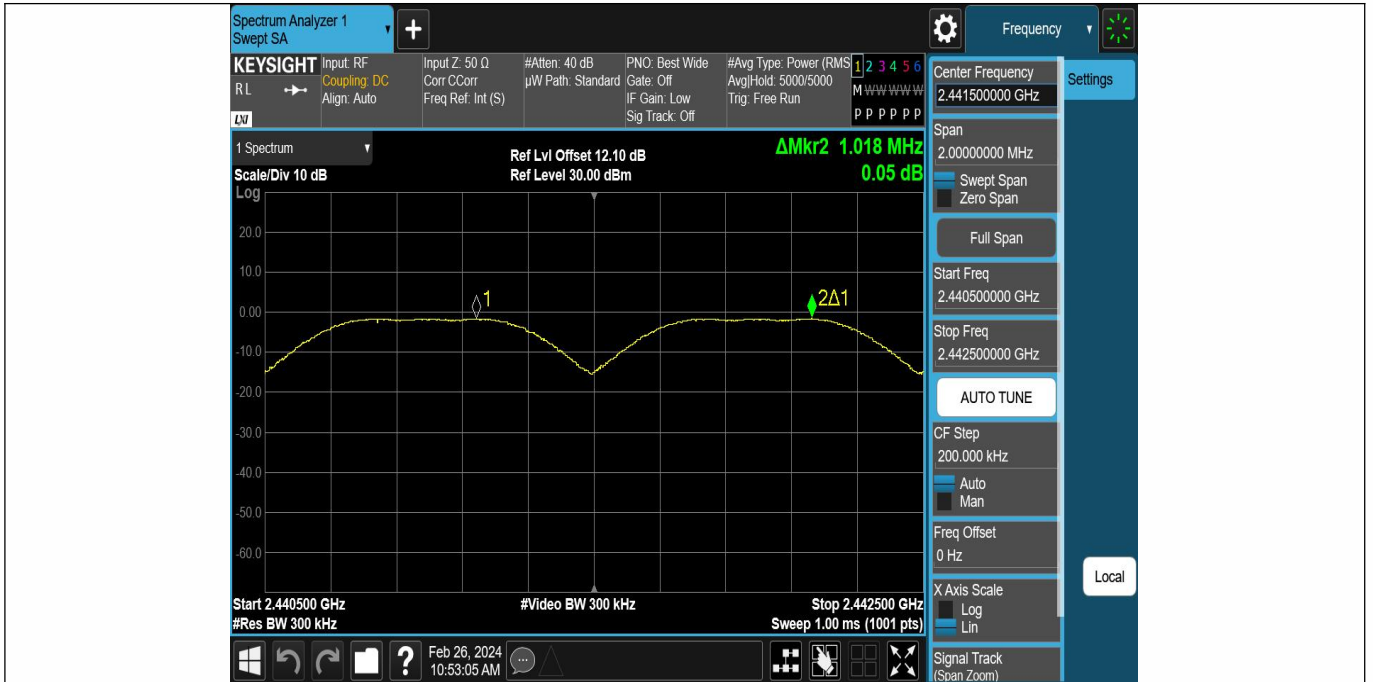 Spectrum Analyzer 1
Swept SA
+
Frequency
KEYSIGHT
RL
LXI
Input: RF
Coupling: DC
Align: Auto
Input Z: 50 Ω
Corr CCorr
Freq Ref: Int (S)
#Atten: 40 dB
µW Path: Standard
PNO: Best Wide
Gate: Off
IF Gain: Low
Sig Track: Off
#Avg Type: Power (RMS
Avg|Hold: 5000/5000
Trig: Free Run
1 2 3 4 5 6
M W W W W W
P P P P P P
Center Frequency
2.441500000 GHz
Settings
Span
2.00000000 MHz
Swept Span
Zero Span
Full Span
Start Freq
2.440500000 GHz
Stop Freq
2.442500000 GHz
AUTO TUNE
CF Step
200.000 kHz
Auto
Man
Freq Offset
0 Hz
X Axis Scale
Log
Lin
Signal Track
(Span Zoom)
Local
1 Spectrum
Scale/Div 10 dB
Ref Lvl Offset 12.10 dB
Ref Level 30.00 dBm
ΔMkr2 1.018 MHz
0.05 dB
Log
20.0
10.0
0.00
-10.0
-20.0
-30.0
-40.0
-50.0
-60.0
1
2Δ1
Start 2.440500 GHz
#Res BW 300 kHz
#Video BW 300 kHz
Stop 2.442500 GHz
Sweep 1.00 ms (1001 pts)
?
Feb 26, 2024
10:53:05 AM